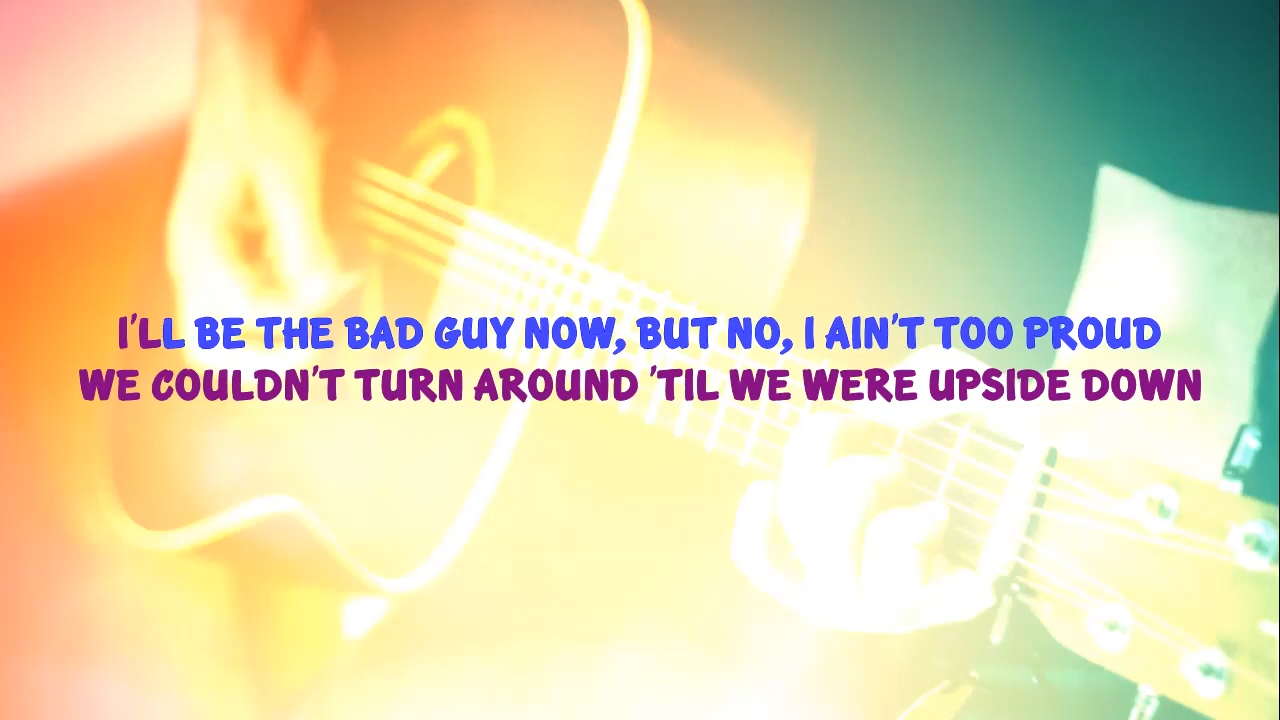 I'LL BE THE BAD GUY NOW, BUT NO, I AIN'T TOO PROUD
WE COULDN'T TURN AROUND 'TIL WE WERE UPSIDE DOWN